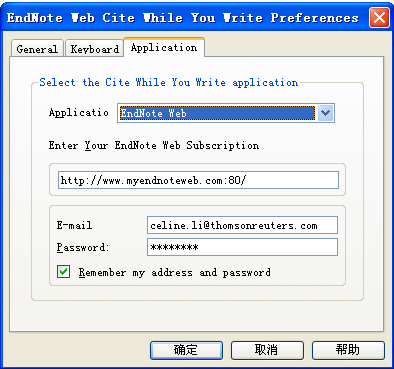 EndNote Web Cite While You Write Preferences
General Keyboard Application
Select the Cite While You Write application
Applicatio EndNote Web
Enter Your EndNote Web Subscription
http://www.myendnoteweb.com:80/
E-mail celine.li@thomsonreuters.com
Password: ********
Remember my address and password
确定 取消 帮助